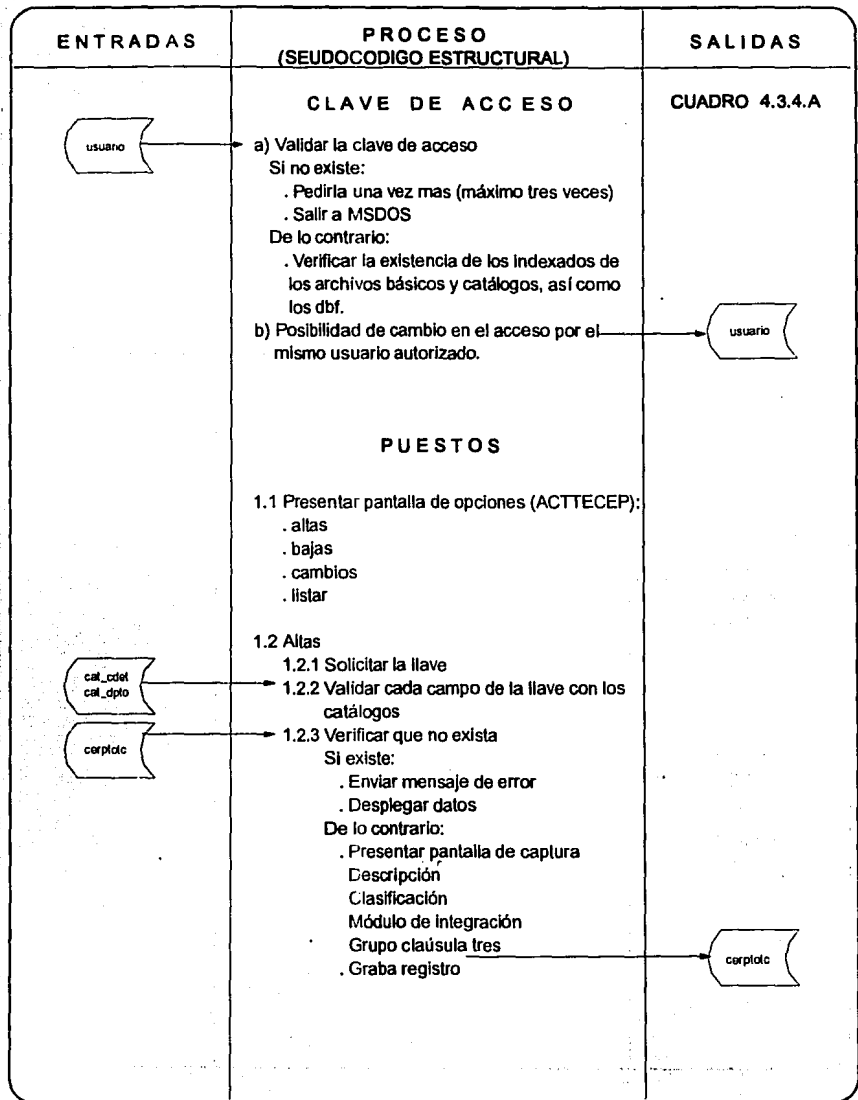 ENTRADAS
PROCESO
(SEUDOCODIGO ESTRUCTURAL)
SALIDAS
CLAVE DE ACCESO
CUADRO 4.3.4.A
usuario
a) Validar la clave de acceso
Si no existe:
. Pedirla una vez mas (máximo tres veces)
. Salir a MSDOS
De lo contrario:
. Verificar la existencia de los indexados de
los archivos básicos y catálogos, así como
los dbf.
b) Posibilidad de cambio en el acceso por el
mismo usuario autorizado.
usuario
PUESTOS
1.1 Presentar pantalla de opciones (ACTTECEP):
. altas
. bajas
. cambios
. listar
1.2 Altas
1.2.1 Solicitar la llave
cat_cdet
cat_dpto
1.2.2 Validar cada campo de la llave con los
catálogos
cerptotc
1.2.3 Verificar que no exista
Si existe:
. Enviar mensaje de error
. Desplegar datos
De lo contrario:
. Presentar pantalla de captura
Descripción
Clasificación
Módulo de integración
Grupo claúsula tres
. Graba registro
cerptotc